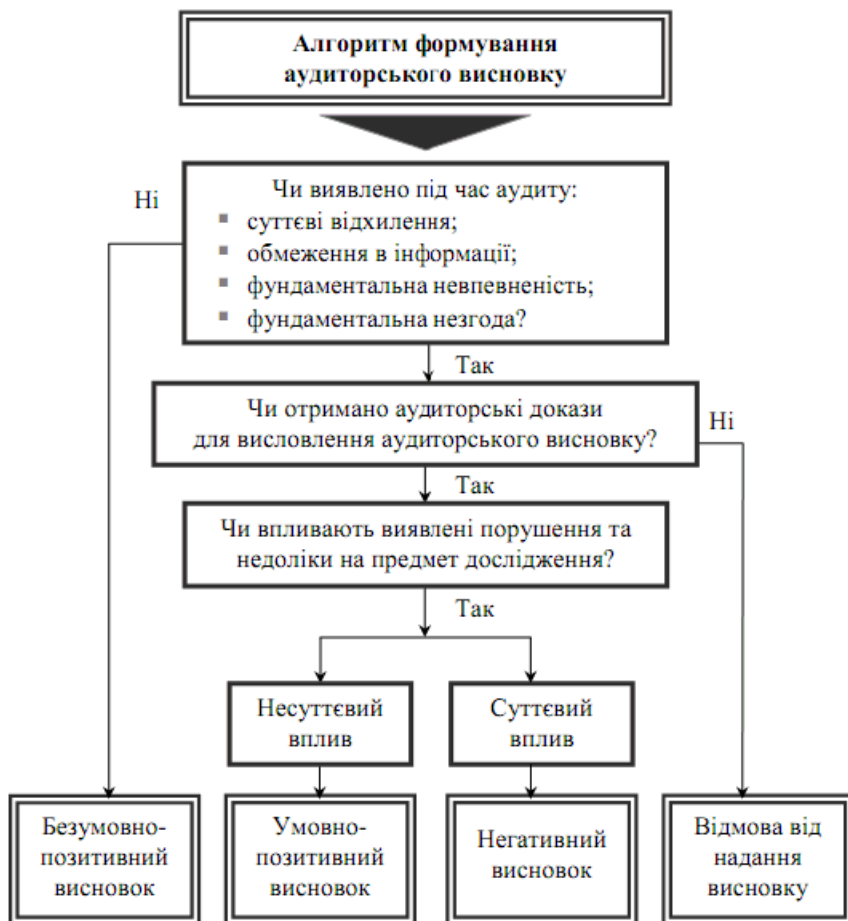 Алгоритм формування
аудиторського висновку
Ні
Чи виявлено під час аудиту:
▪ суттєві відхилення;
▪ обмеження в інформації;
▪ фундаментальна невпевненість;
▪ фундаментальна незгода?
Так
Чи отримано аудиторські докази
для висловлення аудиторського висновку?
Ні
Так
Чи впливають виявлені порушення та
недоліки на предмет дослідження?
Так
Несуттєвий
вплив
Суттєвий
вплив
Безумовно-
позитивний
висновок
Умовно-
позитивний
висновок
Негативний
висновок
Відмова від
надання
висновку